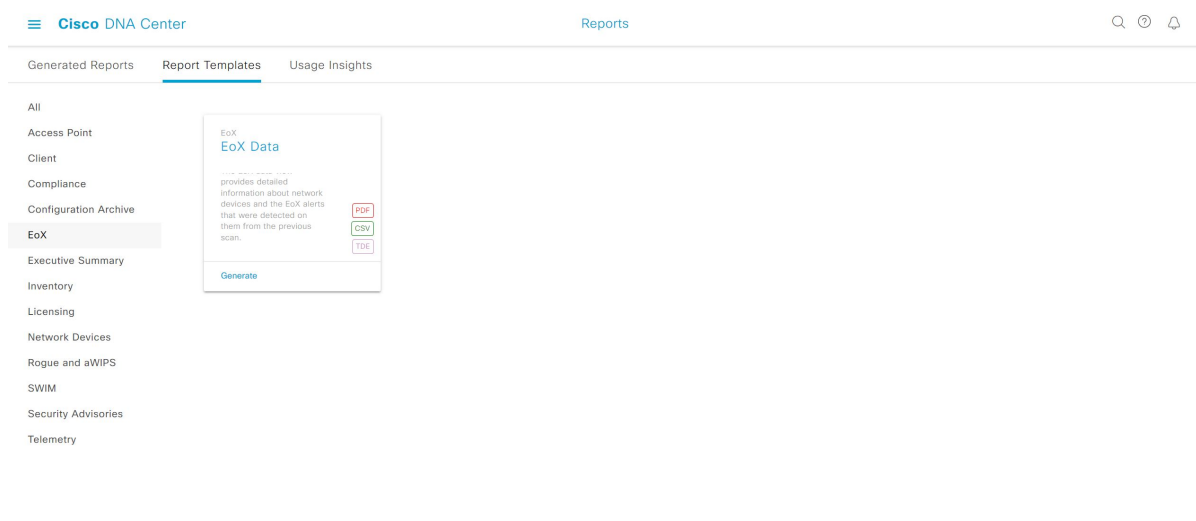 Cisco DNA Center
Reports
Generated Reports
Report Templates
Usage Insights
All
Access Point
Client
Compliance
Configuration Archive
EoX
Executive Summary
Inventory
Licensing
Network Devices
Rogue and aWIPS
SWIM
Security Advisories
Telemetry
EoX
EoX Data
provides detailed
information about network
devices and the EoX alerts
that were detected on
them from the previous
scan.
PDF
CSV
TDE
Generate